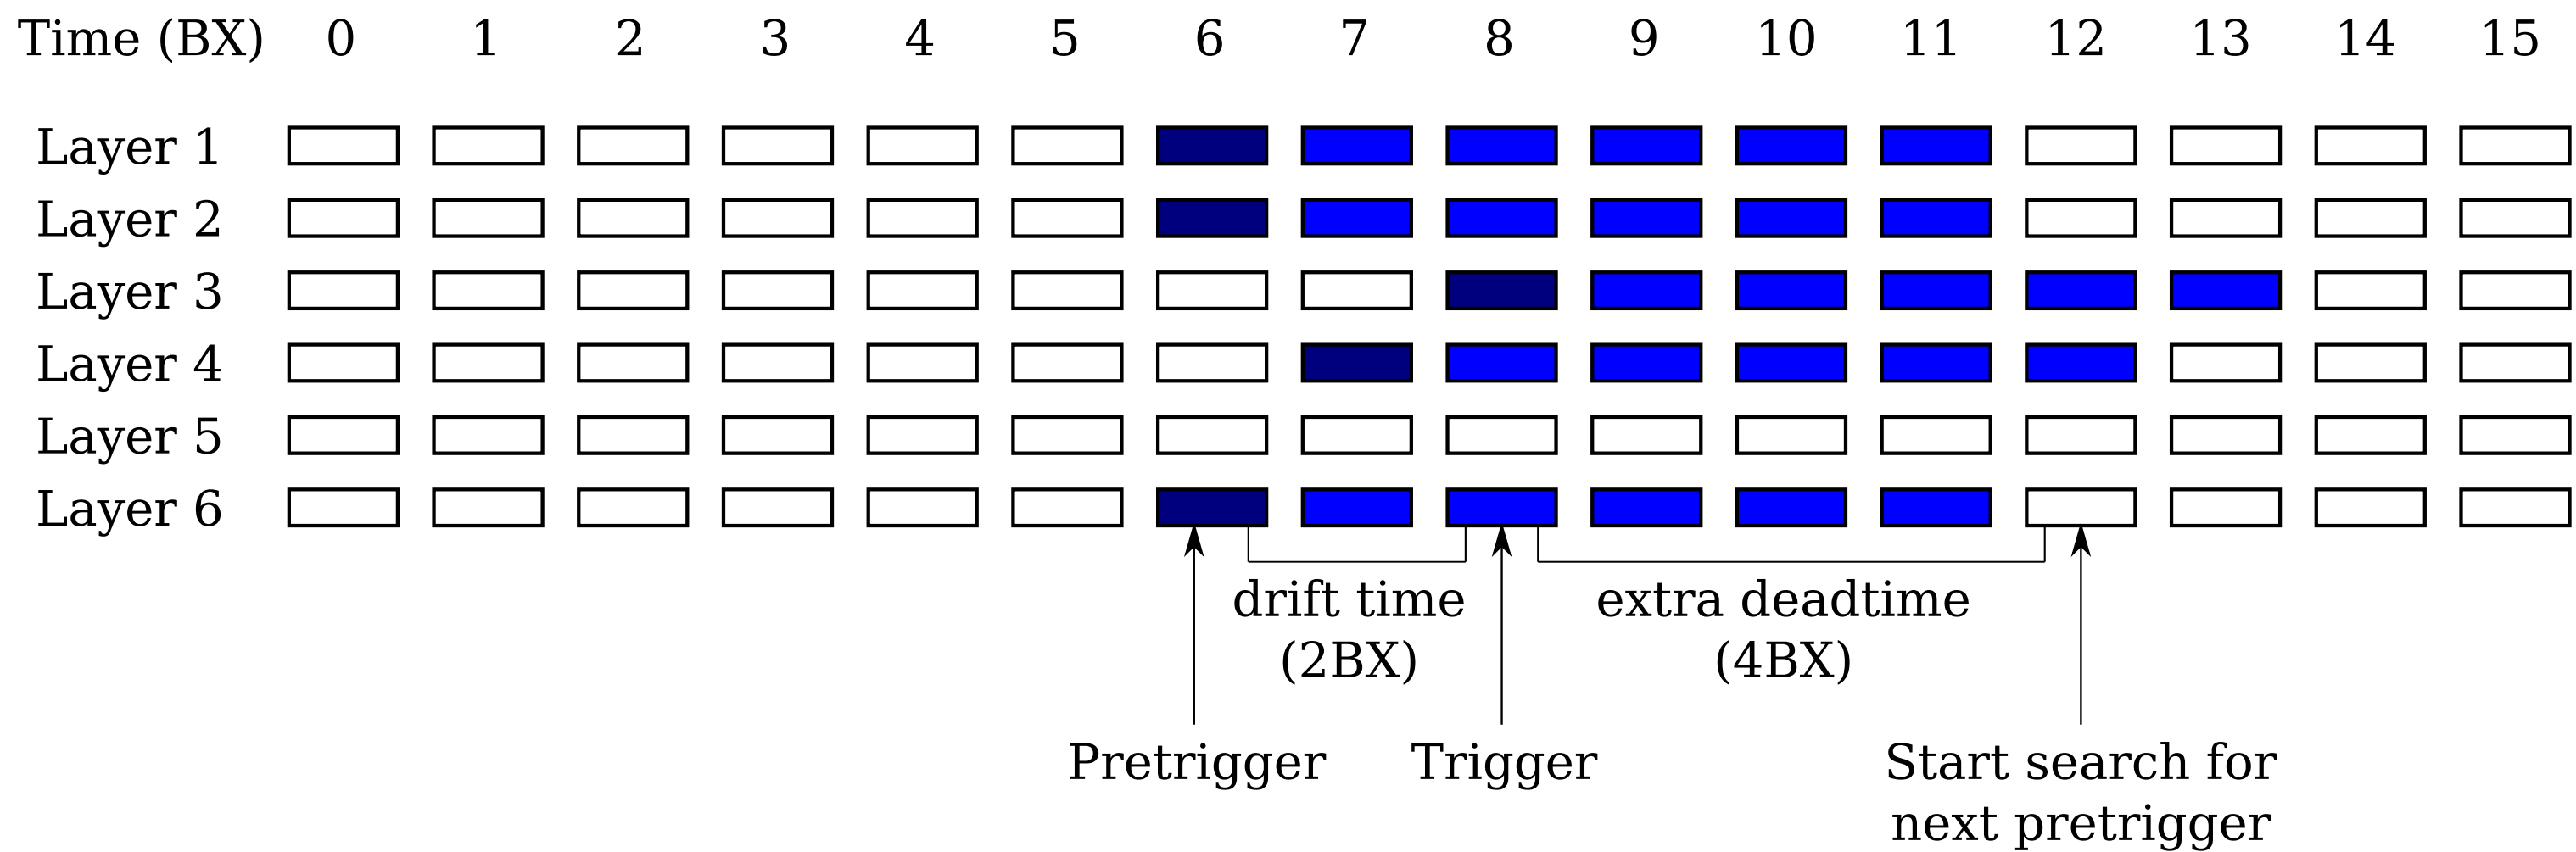 Time (BX) 0 1 2 3 4 5 6 7 8 9 10 11 12 13 14 15
Layer 1
Layer 2
Layer 3
Layer 4
Layer 5
Layer 6
drift time
(2BX)
extra deadtime
(4BX)
Pretrigger
Trigger
Start search for
next pretrigger